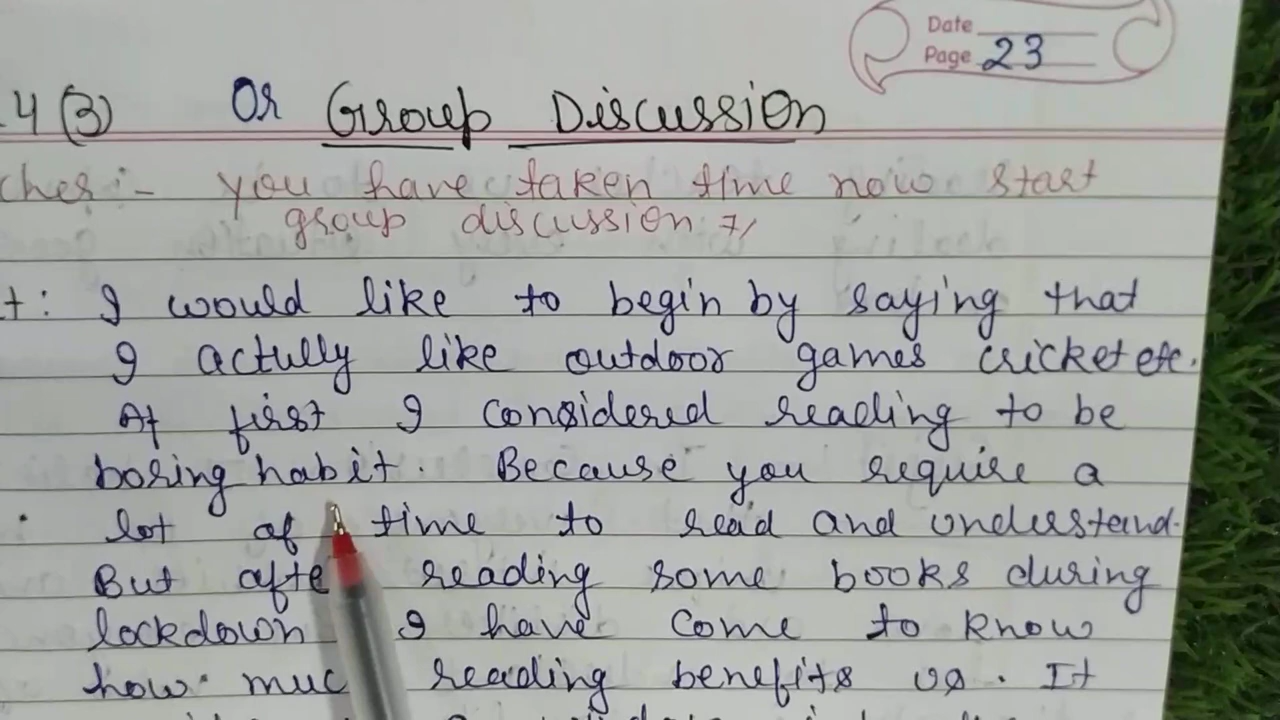 Date
Page 23
4 (3) Or Group Discussion
cher :- you have taken time now start
group discussion
t: I would like to begin by saying that
I actully like outdoor games cricket etc.
At first I considered reading to be
boring habit. Because you require a
lot of time to read and understand.
But afte reading some books during
lockdown I have come to know
how muc reading benefits us. It